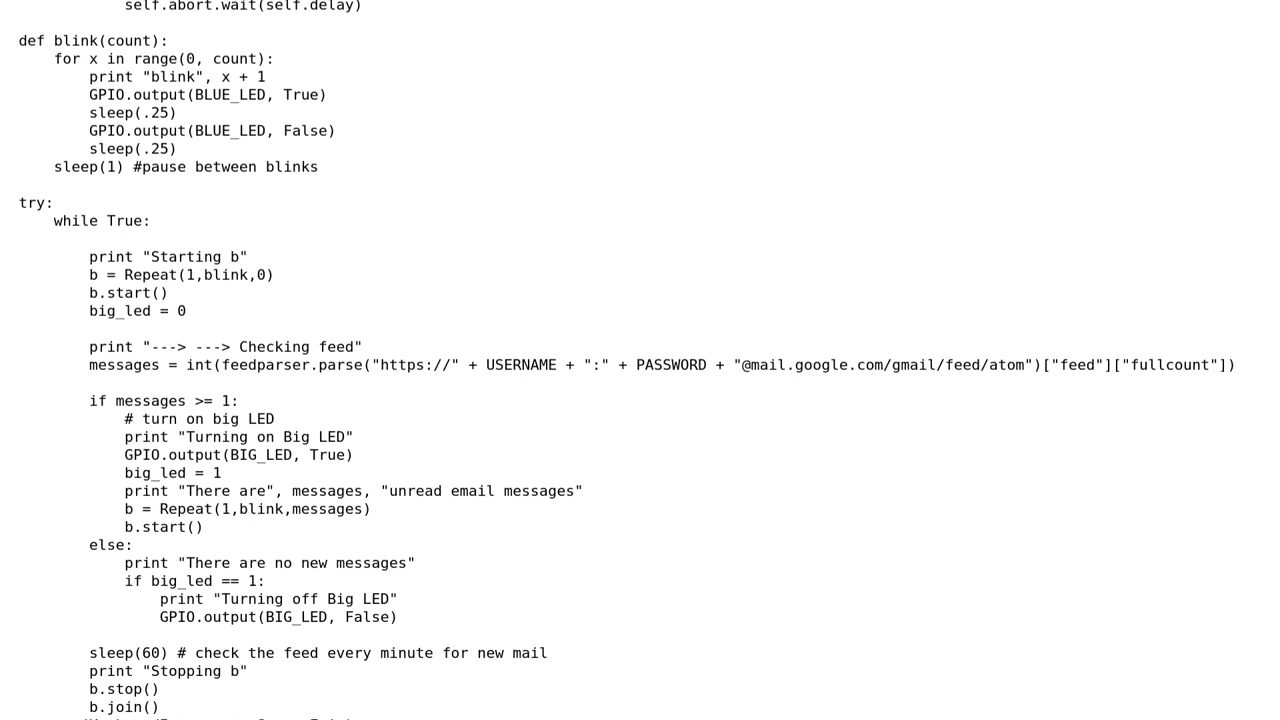 self.abort.wait(self.delay)

def blink(count):
    for x in range(0, count):
        print "blink", x + 1
        GPIO.output(BLUE_LED, True)
        sleep(.25)
        GPIO.output(BLUE_LED, False)
        sleep(.25)
    sleep(1) #pause between blinks

try:
    while True:

        print "Starting b"
        b = Repeat(1,blink,0)
        b.start()
        big_led = 0

        print "---> ---> Checking feed"
        messages = int(feedparser.parse("https://" + USERNAME + ":" + PASSWORD + "@mail.google.com/gmail/feed/atom")["feed"]["fullcount"])

        if messages >= 1:
            # turn on big LED
            print "Turning on Big LED"
            GPIO.output(BIG_LED, True)
            big_led = 1
            print "There are", messages, "unread email messages"
            b = Repeat(1,blink,messages)
            b.start()
        else:
            print "There are no new messages"
            if big_led == 1:
                print "Turning off Big LED"
                GPIO.output(BIG_LED, False)

        sleep(60) # check the feed every minute for new mail
        print "Stopping b"
        b.stop()
        b.join()